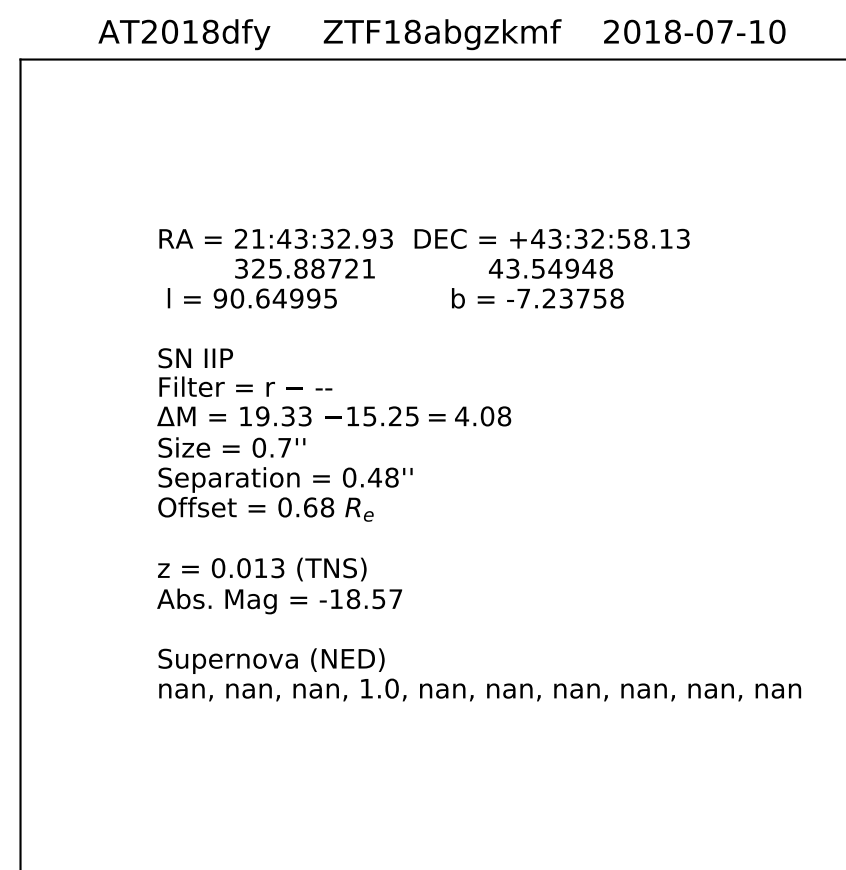 AT2018dfy ZTF18abgzkmf 2018-07-10
RA = 21:43:32.93 DEC = +43:32:58.13
325.88721 43.54948
l = 90.64995 b = -7.23758
SN IIP
Filter = r − --
ΔM = 19.33 −15.25 = 4.08
Size = 0.7''
Separation = 0.48''
Offset = 0.68 Rₑ
z = 0.013 (TNS)
Abs. Mag = -18.57
Supernova (NED)
nan, nan, nan, 1.0, nan, nan, nan, nan, nan, nan